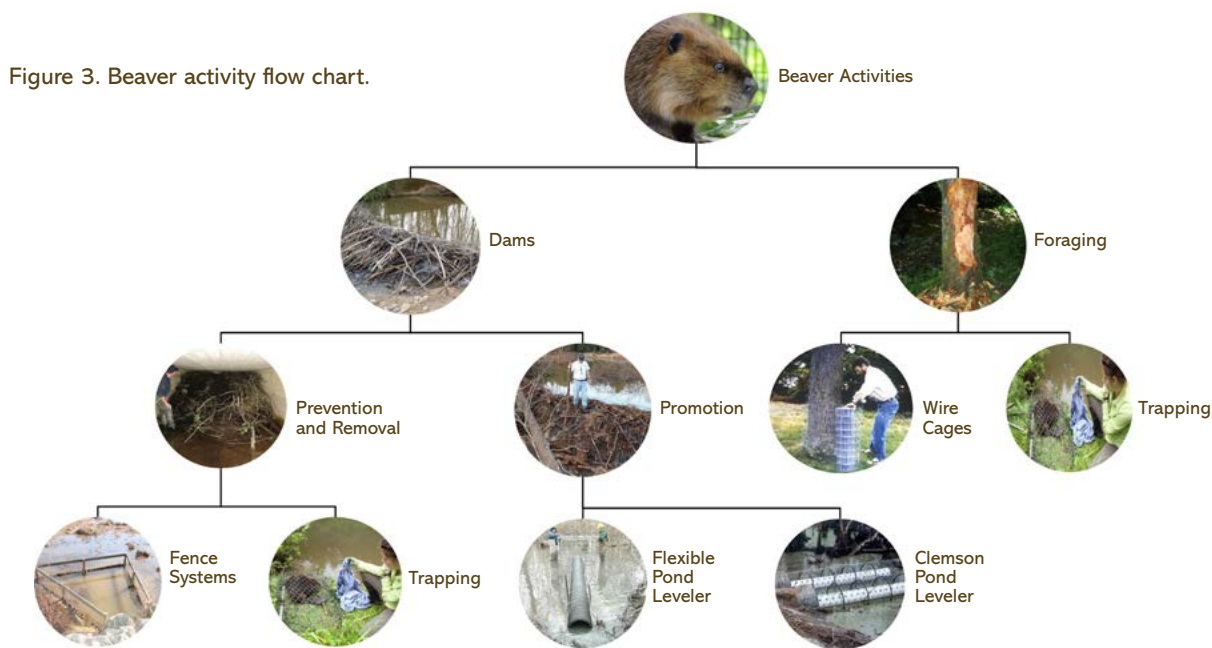 Figure 3. Beaver activity flow chart.
Beaver Activities
Dams
Foraging
Prevention
and Removal
Promotion
Wire
Cages
Trapping
Fence
Systems
Trapping
Flexible
Pond
Leveler
Clemson
Pond
Leveler